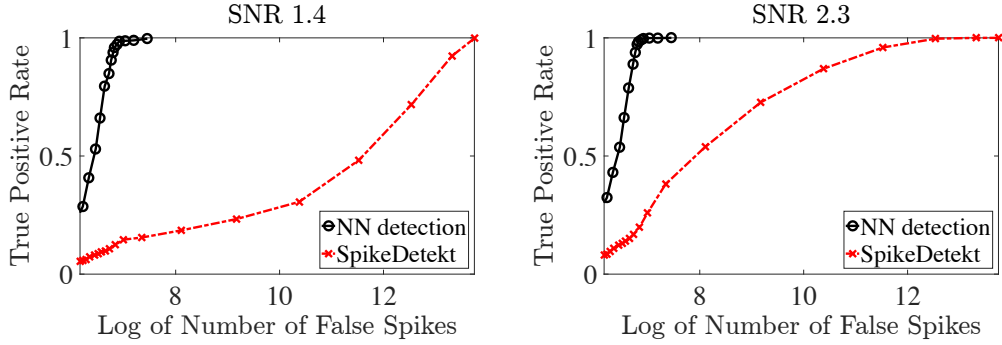 SNR 1.4
True Positive Rate
1
0.5
0
8
10
12
Log of Number of False Spikes
NN detection
SpikeDetekt
SNR 2.3
True Positive Rate
1
0.5
0
8
10
12
Log of Number of False Spikes
NN detection
SpikeDetekt